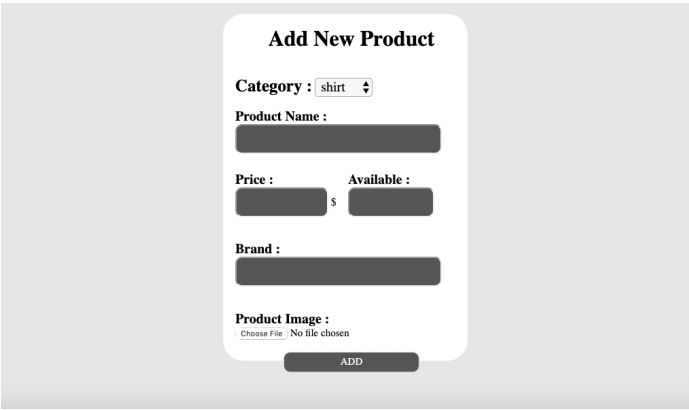 Add New Product
Category : shirt
Product Name :
Price : Available :
$
Brand :
Product Image :
Choose File No file chosen
ADD